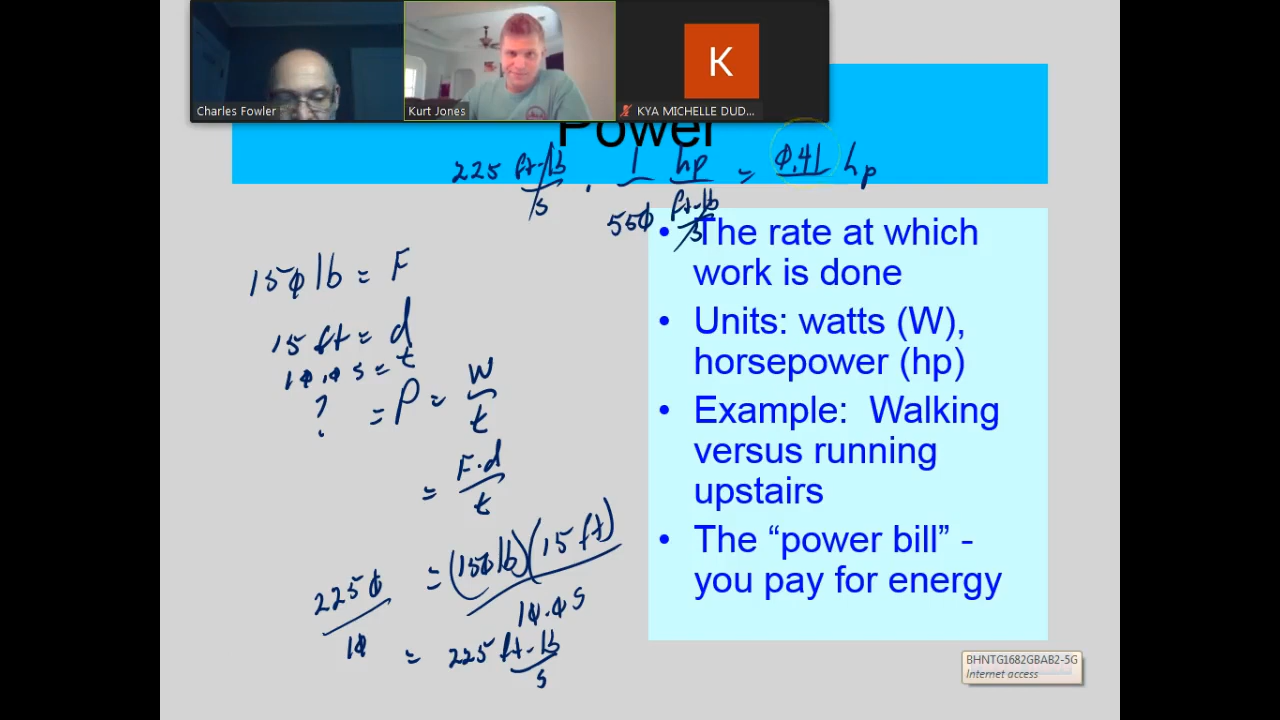 Charles Fowler
Kurt Jones
K
KYA MICHELLE DUD...
Power
225 ft-lb/s · 1/550 hp/(ft-lb/s) = 0.41 hp
The rate at which
work is done
Units: watts (W),
horsepower (hp)
Example: Walking
versus running
upstairs
The “power bill” -
you pay for energy
150 lb = F
15 ft = d
10.0 s = t
? = P = W/t
= F·d/t
= (150 lb)(15 ft)/10.0 s
2250/10
= 225 ft-lb/s
BHNTG1682GBAB2-5G
Internet access